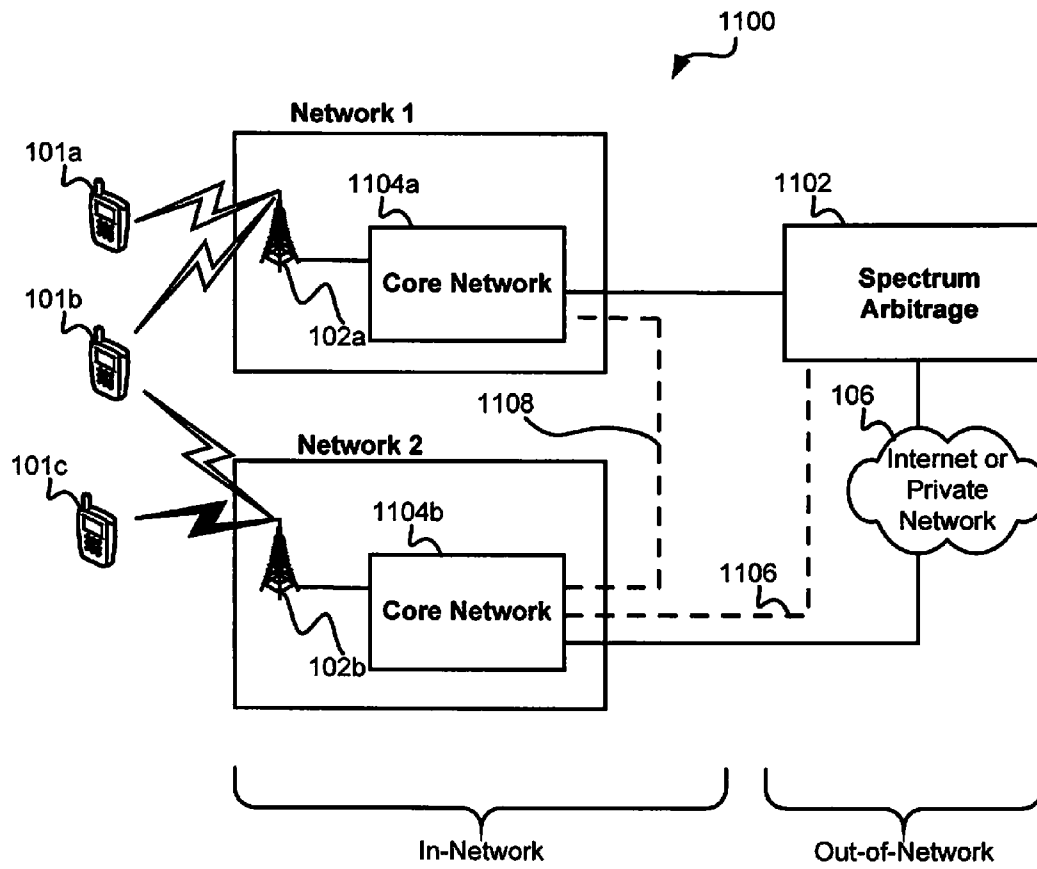 1100
Network 1
101a
1104a
1102
Core Network
Spectrum
Arbitrage
101b
102a
1108
106
Network 2
Internet or
Private
Network
101c
1104b
1106
Core Network
102b
In-Network
Out-of-Network